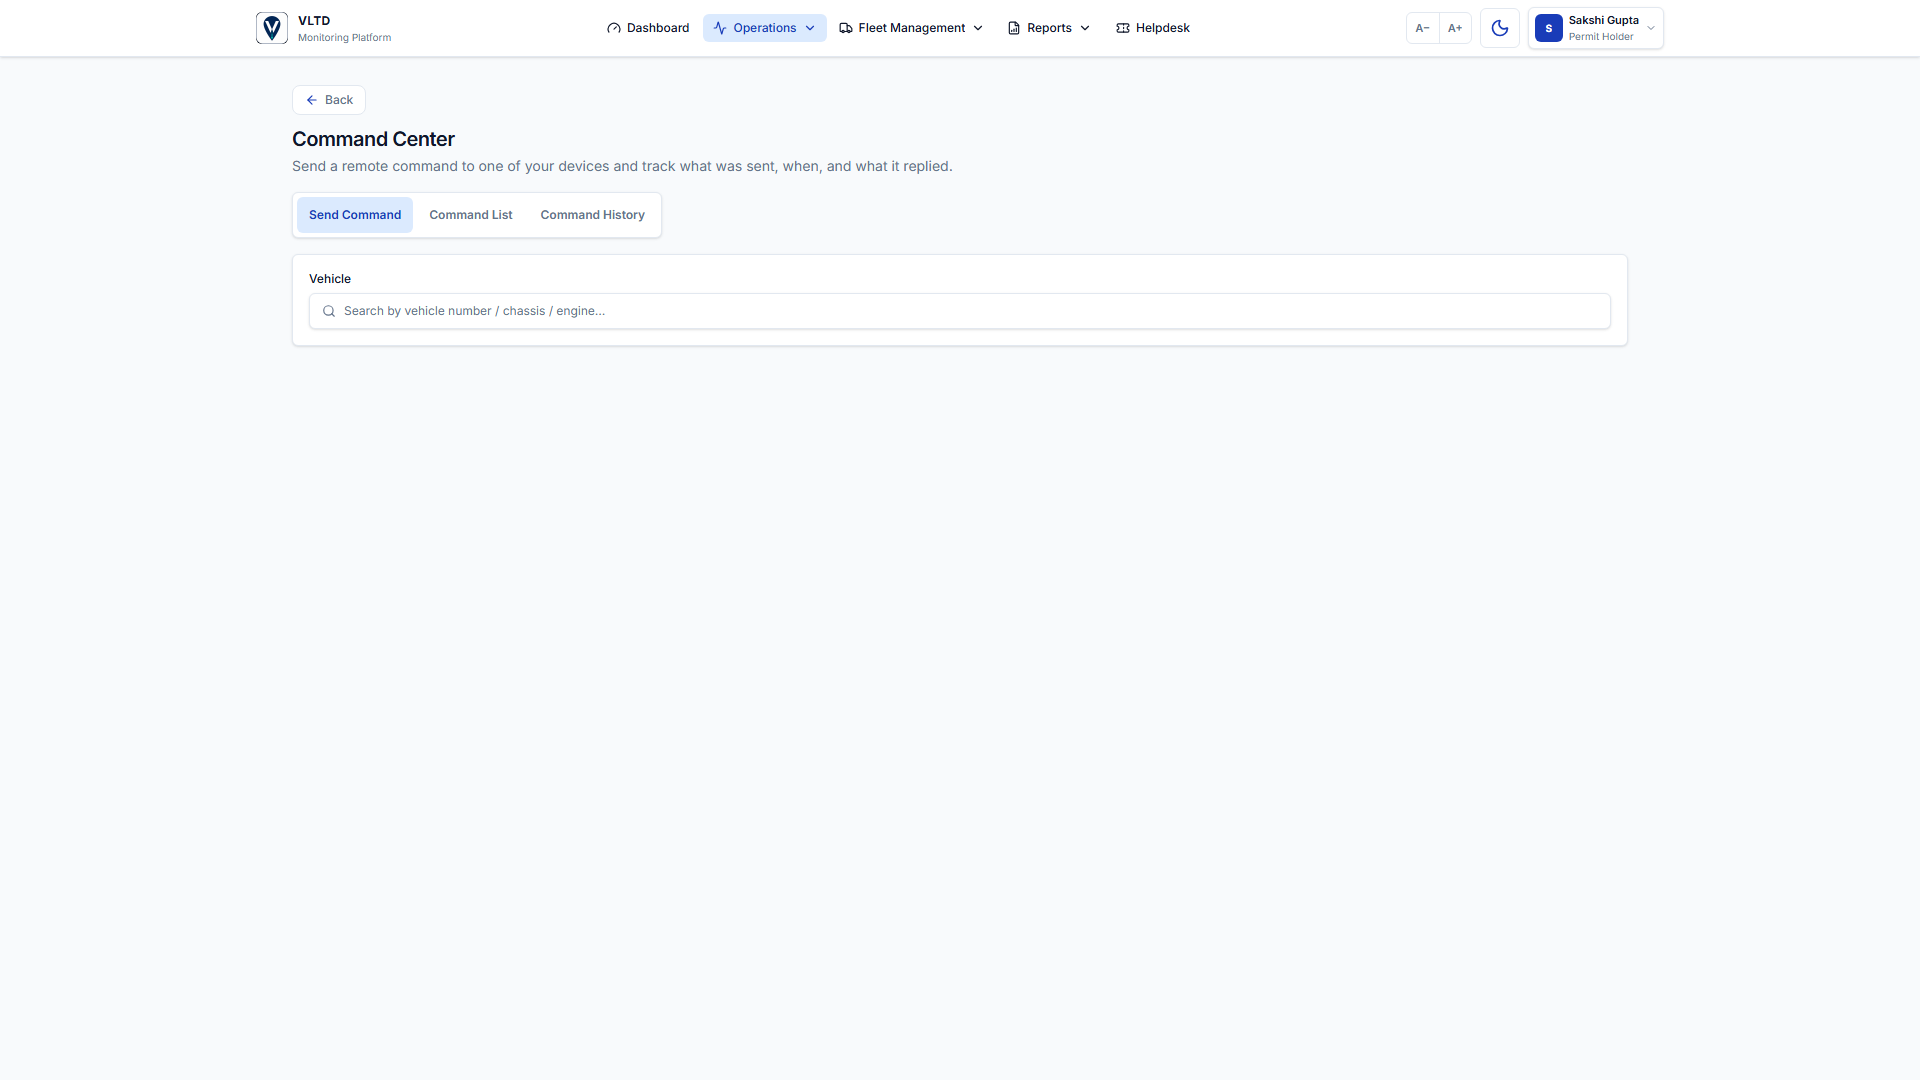 VLTD
Monitoring Platform
Dashboard
Operations
Fleet Management
Reports
Helpdesk
A−
A+
S
Sakshi Gupta
Permit Holder
Back
Command Center
Send a remote command to one of your devices and track what was sent, when, and what it replied.
Send Command
Command List
Command History
Vehicle
Search by vehicle number / chassis / engine...